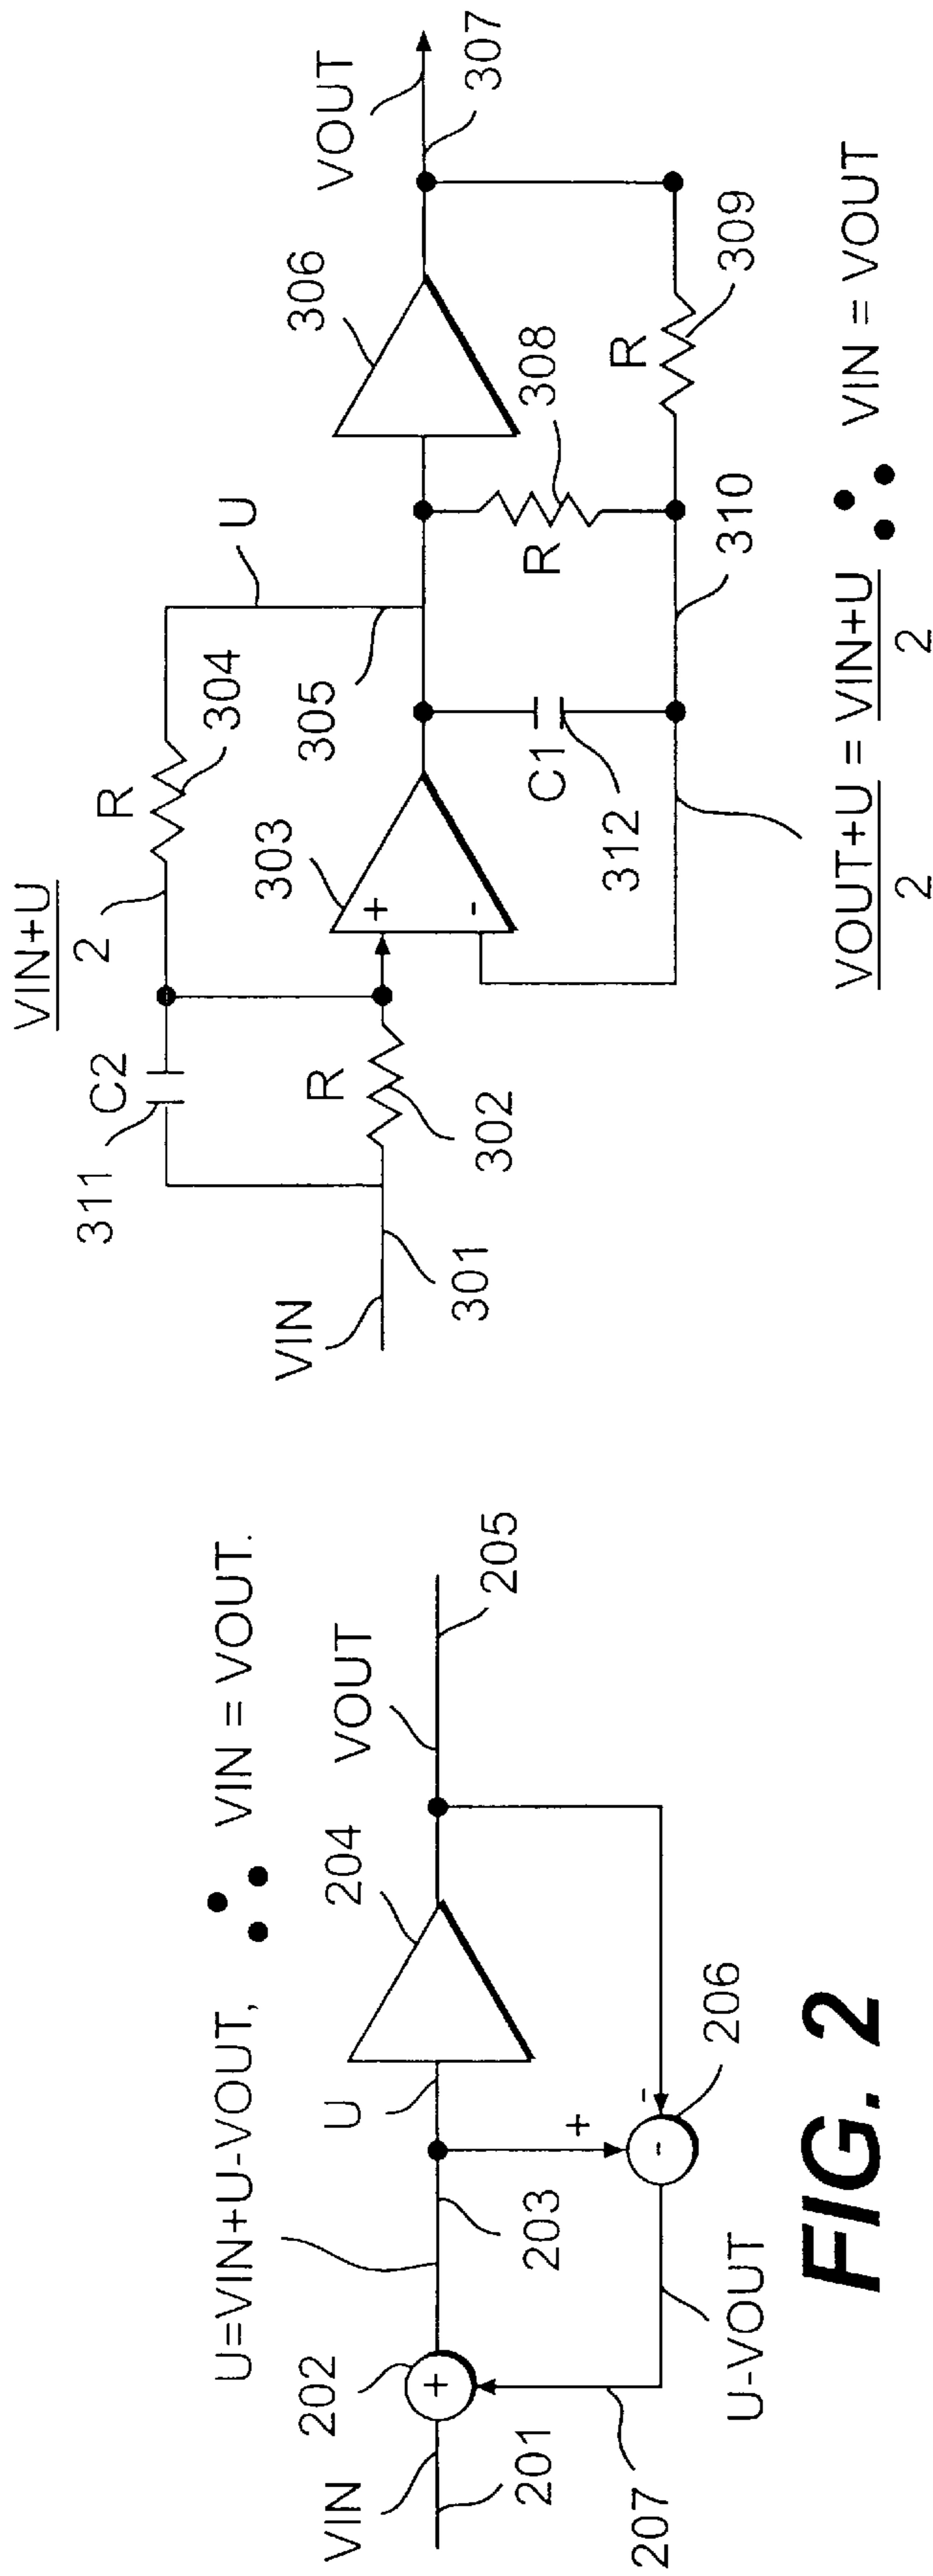 U=VIN+U-VOUT, ∴ VIN = VOUT.
VIN
201
202
+
203
U
204
VOUT
205
+
-
-
206
U-VOUT
207
FIG. 2
VIN+U
2
VIN
301
311
C2
R
302
R
304
303
+
-
305
U
306
VOUT
307
C1
312
R
308
R
309
310
VOUT+U = VIN+U ∴ VIN = VOUT
2 2